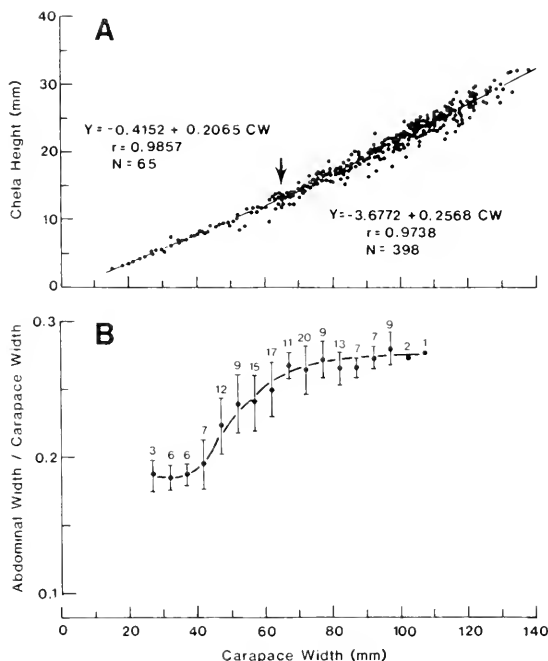 A
Chela Height (mm)
40
30
20
10
0
Y=-0.4152 + 0.2065 CW
r = 0.9857
N = 65
Y=-3.6772 + 0.2568 CW
r = 0.9738
N = 398
B
Abdominal Width / Carapace Width
0.3
0.2
0.1
3 6 6 7 12 9 15 17 11 20 9 13 7 7 9 2 1
0 20 40 60 80 100 120 140
Carapace Width (mm)